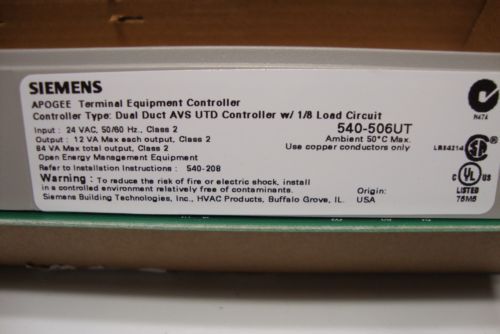 SIEMENS
APOGEE Terminal Equipment Controller
Controller Type: Dual Duct AVS UTD Controller w/ 1/8 Load Circuit
Input : 24 VAC, 50/60 Hz., Class 2
540-506UT
Output : 12 VA Max each output, Class 2
Ambient 50°C Max.
84 VA Max total output, Class 2
Use copper conductors only
Open Energy Management Equipment
Refer to Installation Instructions : 540-208
Warning : To reduce the risk of fire or electric shock, install
in a controlled environment relatively free of contaminants.
Siemens Building Technologies, Inc., HVAC Products, Buffalo Grove, IL.
Origin:
USA
N474
SA
C UL US
LISTED